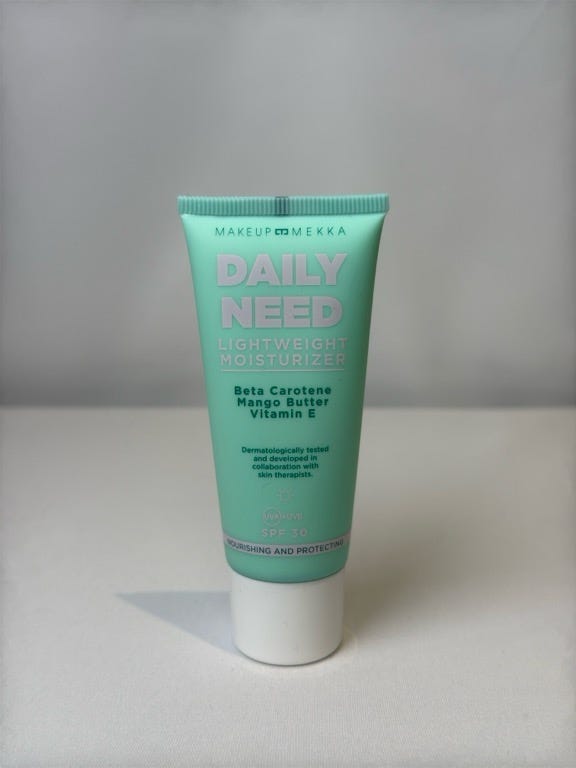 MAKEUP MEKKA
DAILY
NEED
LIGHTWEIGHT
MOISTURIZER
Beta Carotene
Mango Butter
Vitamin E
Dermatologically tested
and developed in
collaboration with
skin therapists.
UVA UVB
SPF 30
NOURISHING AND PROTECTING